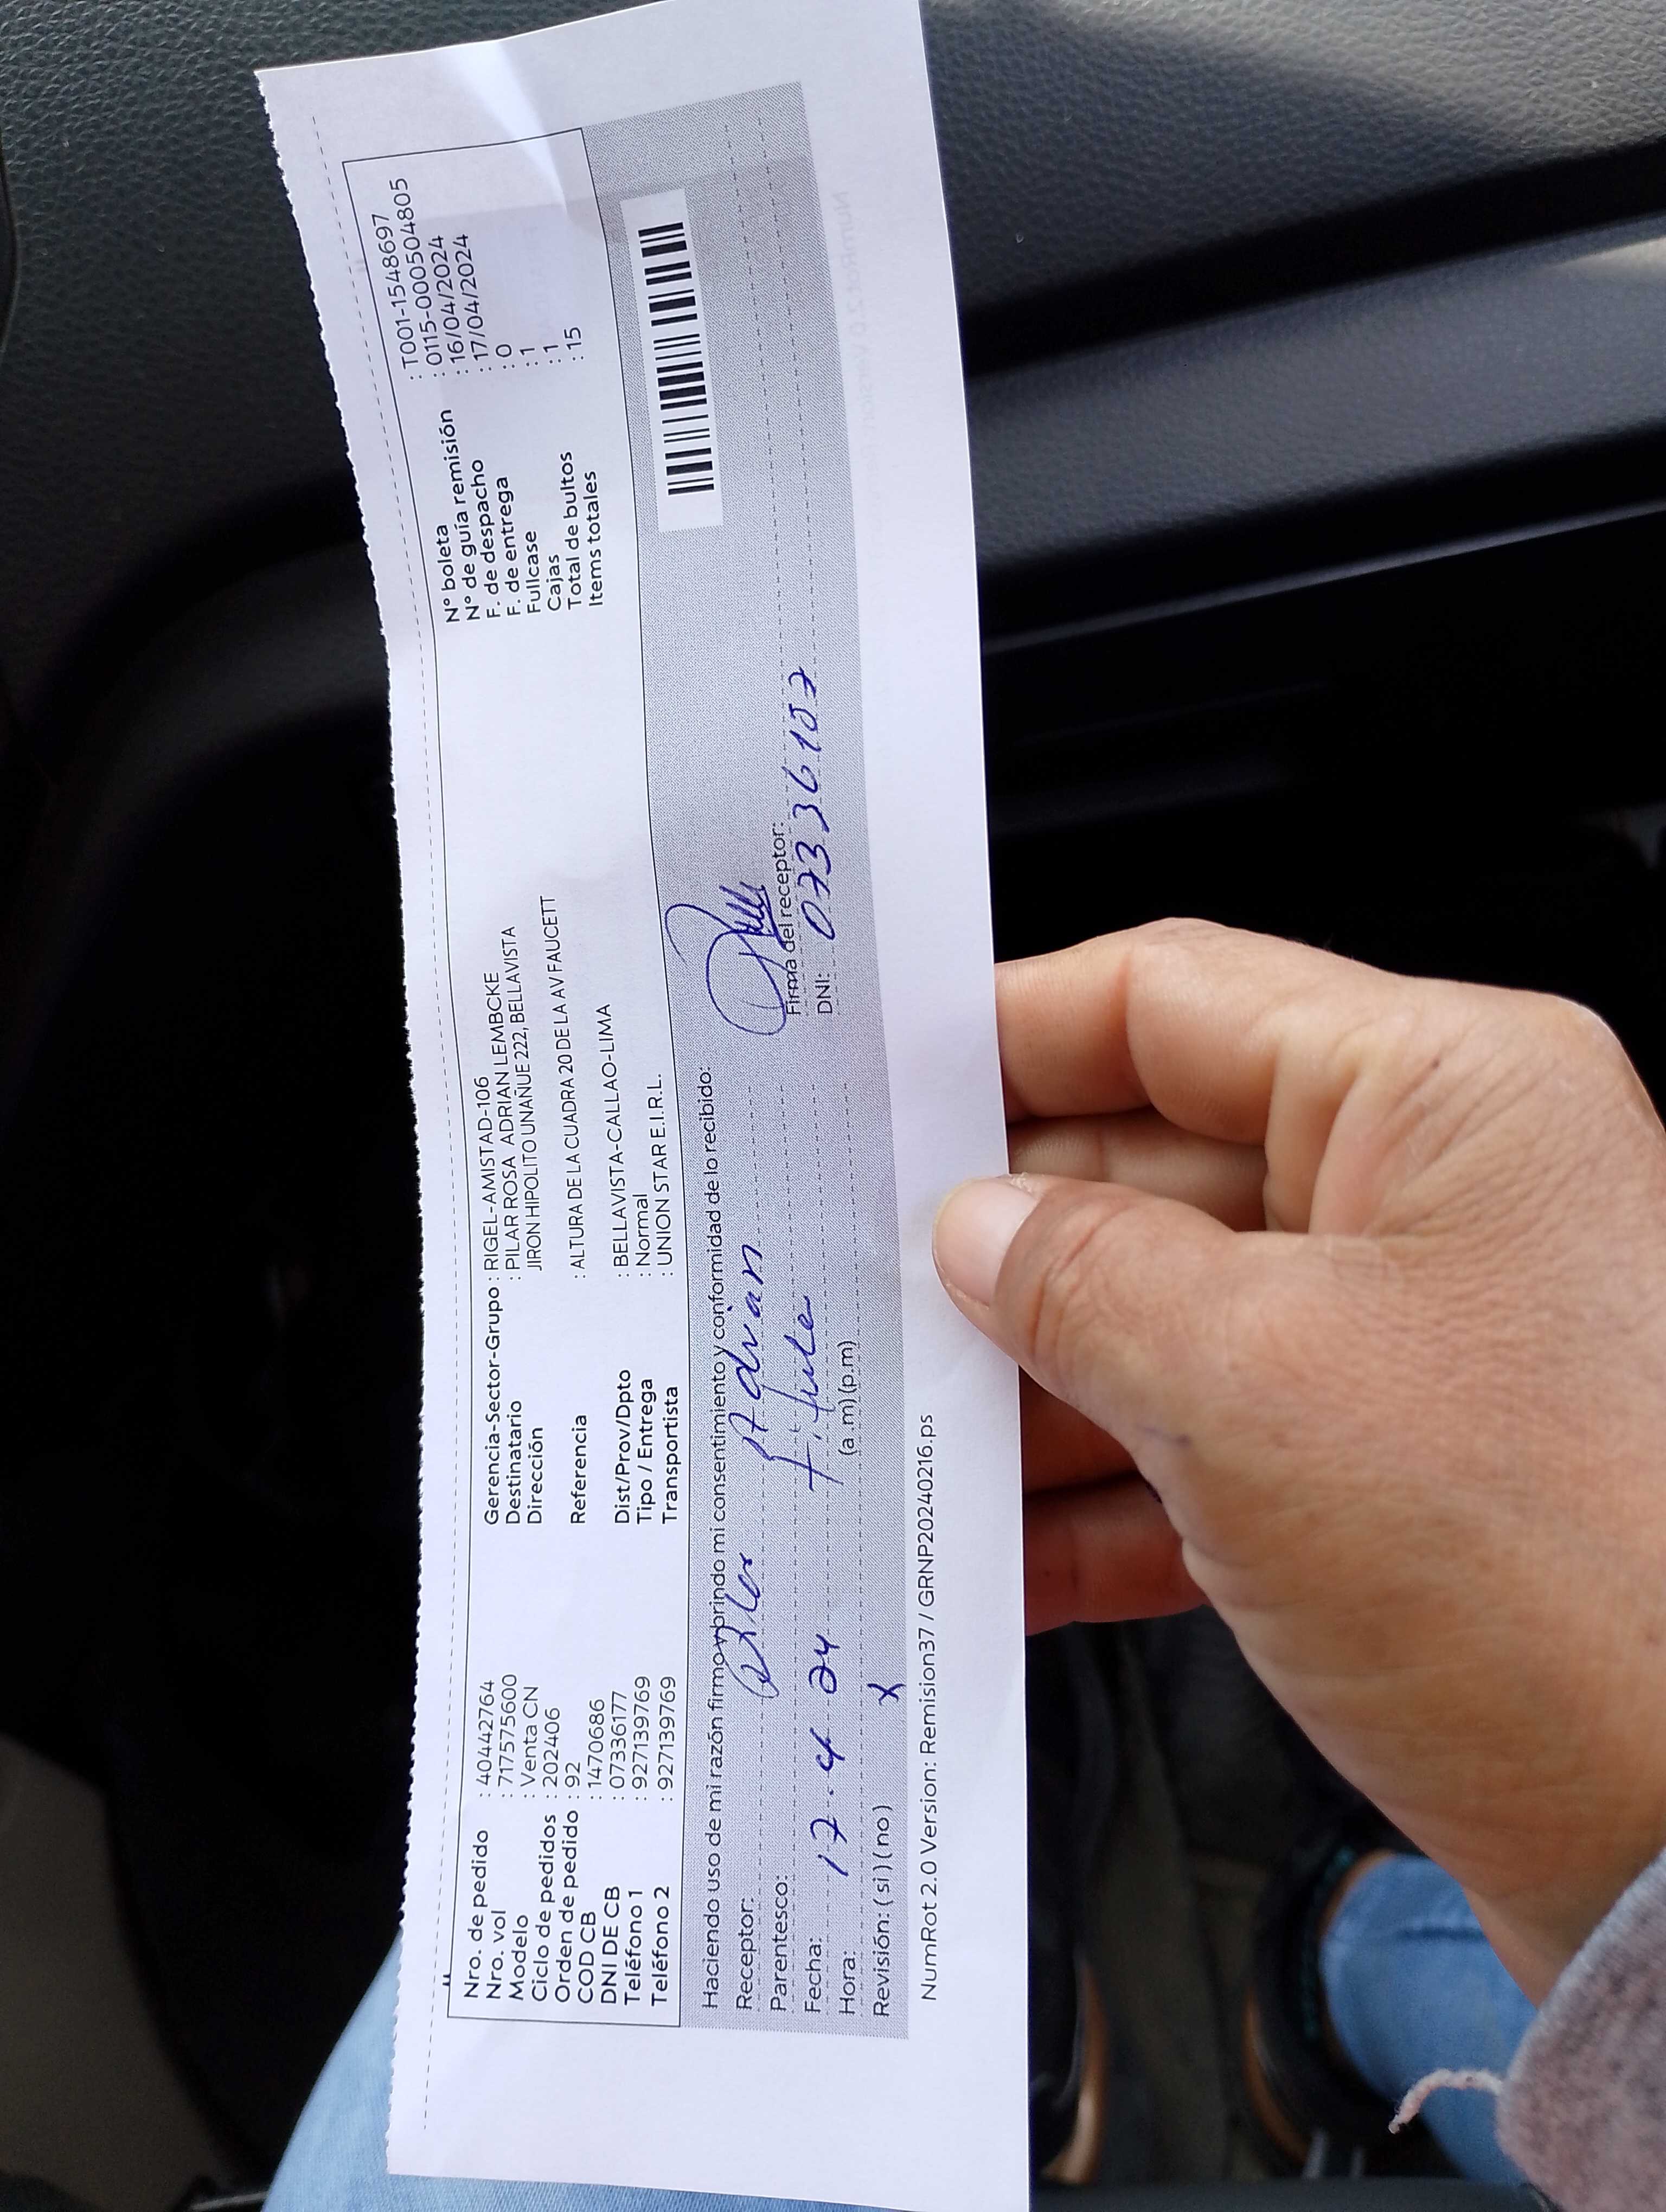 Nro. de pedido : 40442764
Nro. vol : 717575600
Modelo : Venta CN
Ciclo de pedidos : 202406
Orden de pedido : 92
COD CB : 1470686
DNI DE CB : 07336177
Teléfono 1 : 927139769
Teléfono 2 : 927139769
Gerencia-Sector-Grupo : RIGEL-AMISTAD-106
Destinatario : PILAR ROSA ADRIAN LEMBCKE
Dirección JIRON HIPOLITO UNANUE 222, BELLAVISTA
Referencia : ALTURA DE LA CUADRA 20 DE LA AV FAUCETT
Dist/Prov/Dpto : BELLAVISTA-CALLAO-LIMA
Tipo / Entrega : Normal
Transportista : UNION STAR E.I.R.L.
N° boleta : T001-1548697
N° de guía remisión : 0115-0000504805
F. de despacho : 16/04/2024
F. de entrega : 17/04/2024
Fullcase : 0
Cajas : 1
Total de bultos : 1
Items totales : 15
Haciendo uso de mi razón firmo y brindo mi consentimiento y conformidad de lo recibido:
Receptor: Adrian
Parentesco:
Fecha: 17.4 24
Hora: (a.m) (p.m)
Revisión: ( si ) ( no ) X
Firma del receptor:
DNI: 07336107
NumRot 2.0 Version: Remision37 / GRNP20240216.ps